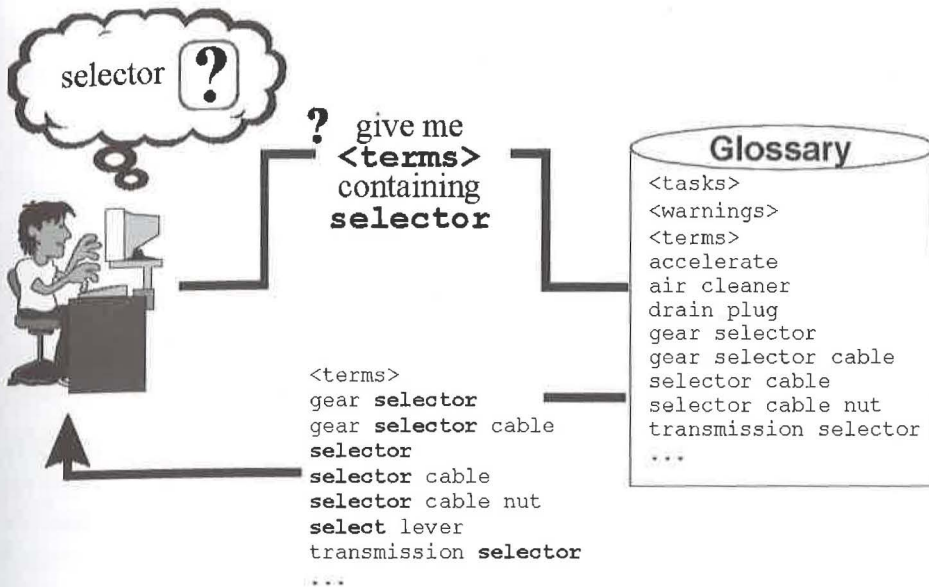 selector ?
? give me
<terms>
containing
selector
Glossary
<tasks>
<warnings>
<terms>
accelerate
air cleaner
drain plug
gear selector
gear selector cable
selector cable
selector cable nut
transmission selector
...
<terms>
gear selector
gear selector cable
selector
selector cable
selector cable nut
select lever
transmission selector
...